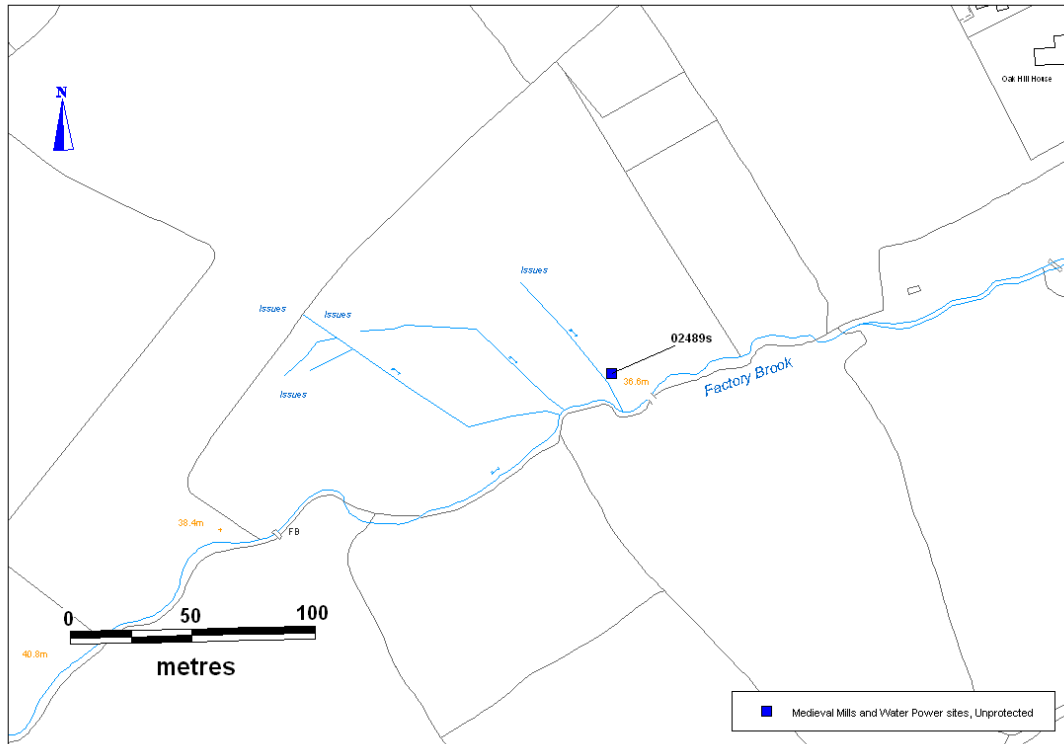 Oak Hill House
N
Issues
Issues
Issues
Issues
02489s
36.6m
Factory Brook
38.4m
FB
0 50 100
metres
40.8m
Medieval Mills and Water Power sites, Unprotected